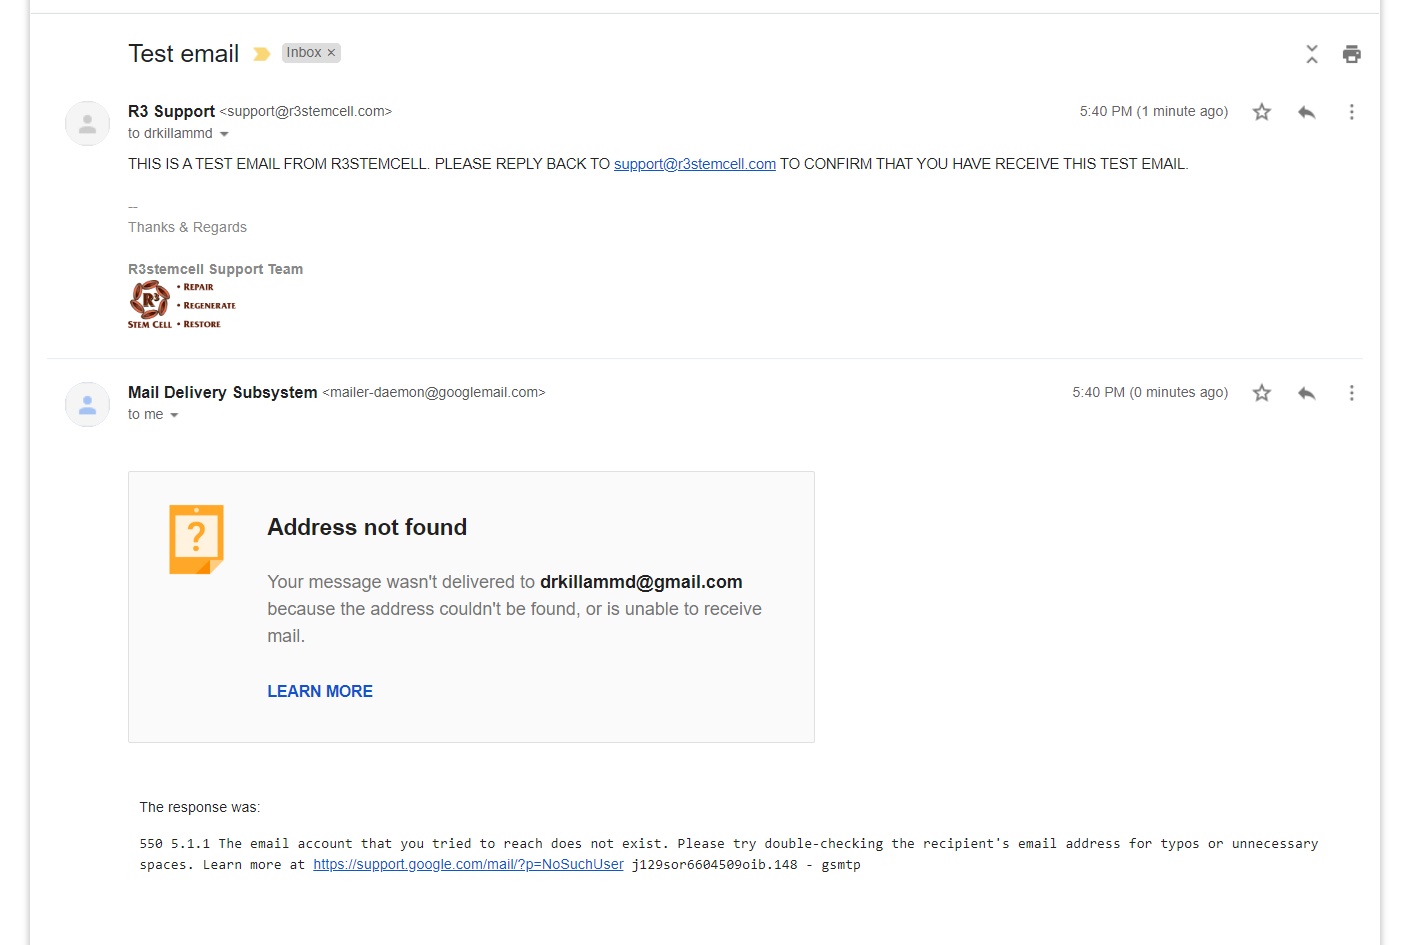 Test email Inbox ×
R3 Support <support@r3stemcell.com> 5:40 PM (1 minute ago)
to drkillammd
THIS IS A TEST EMAIL FROM R3STEMCELL. PLEASE REPLY BACK TO support@r3stemcell.com TO CONFIRM THAT YOU HAVE RECEIVE THIS TEST EMAIL.
--
Thanks & Regards
R3stemcell Support Team
R3 • REPAIR
• REGENERATE
STEM CELL • RESTORE
Mail Delivery Subsystem <mailer-daemon@googlemail.com> 5:40 PM (0 minutes ago)
to me
?
Address not found
Your message wasn't delivered to drkillammd@gmail.com
because the address couldn't be found, or is unable to receive
mail.
LEARN MORE
The response was:
550 5.1.1 The email account that you tried to reach does not exist. Please try double-checking the recipient's email address for typos or unnecessary
spaces. Learn more at https://support.google.com/mail/?p=NoSuchUser j129sor6604509oib.148 - gsmtp